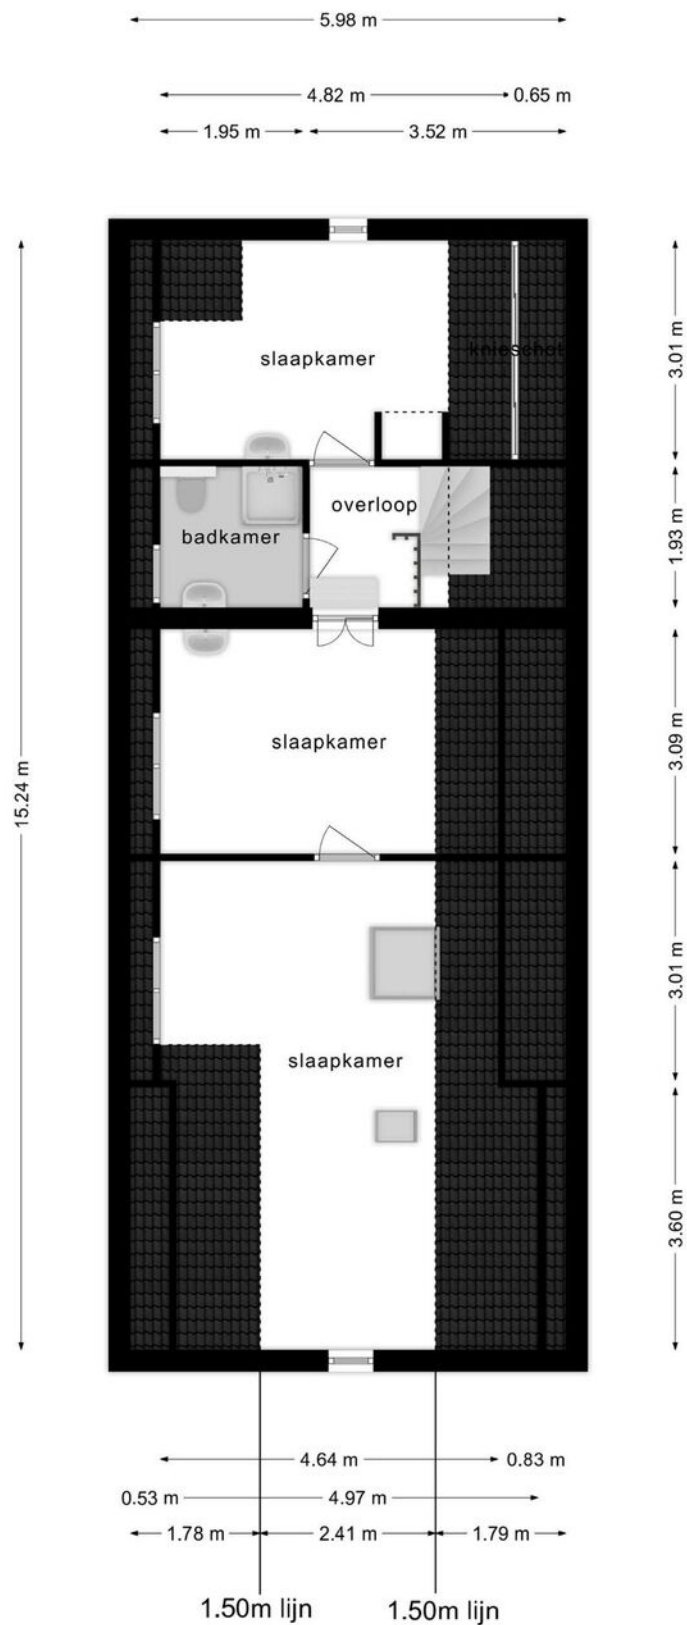 5.98 m
4.82 m
0.65 m
1.95 m
3.52 m
slaapkamer
knieschot
3.01 m
overloop
badkamer
1.93 m
slaapkamer
3.09 m
15.24 m
3.01 m
slaapkamer
3.60 m
4.64 m
0.83 m
0.53 m
4.97 m
1.78 m
2.41 m
1.79 m
1.50m lijn
1.50m lijn